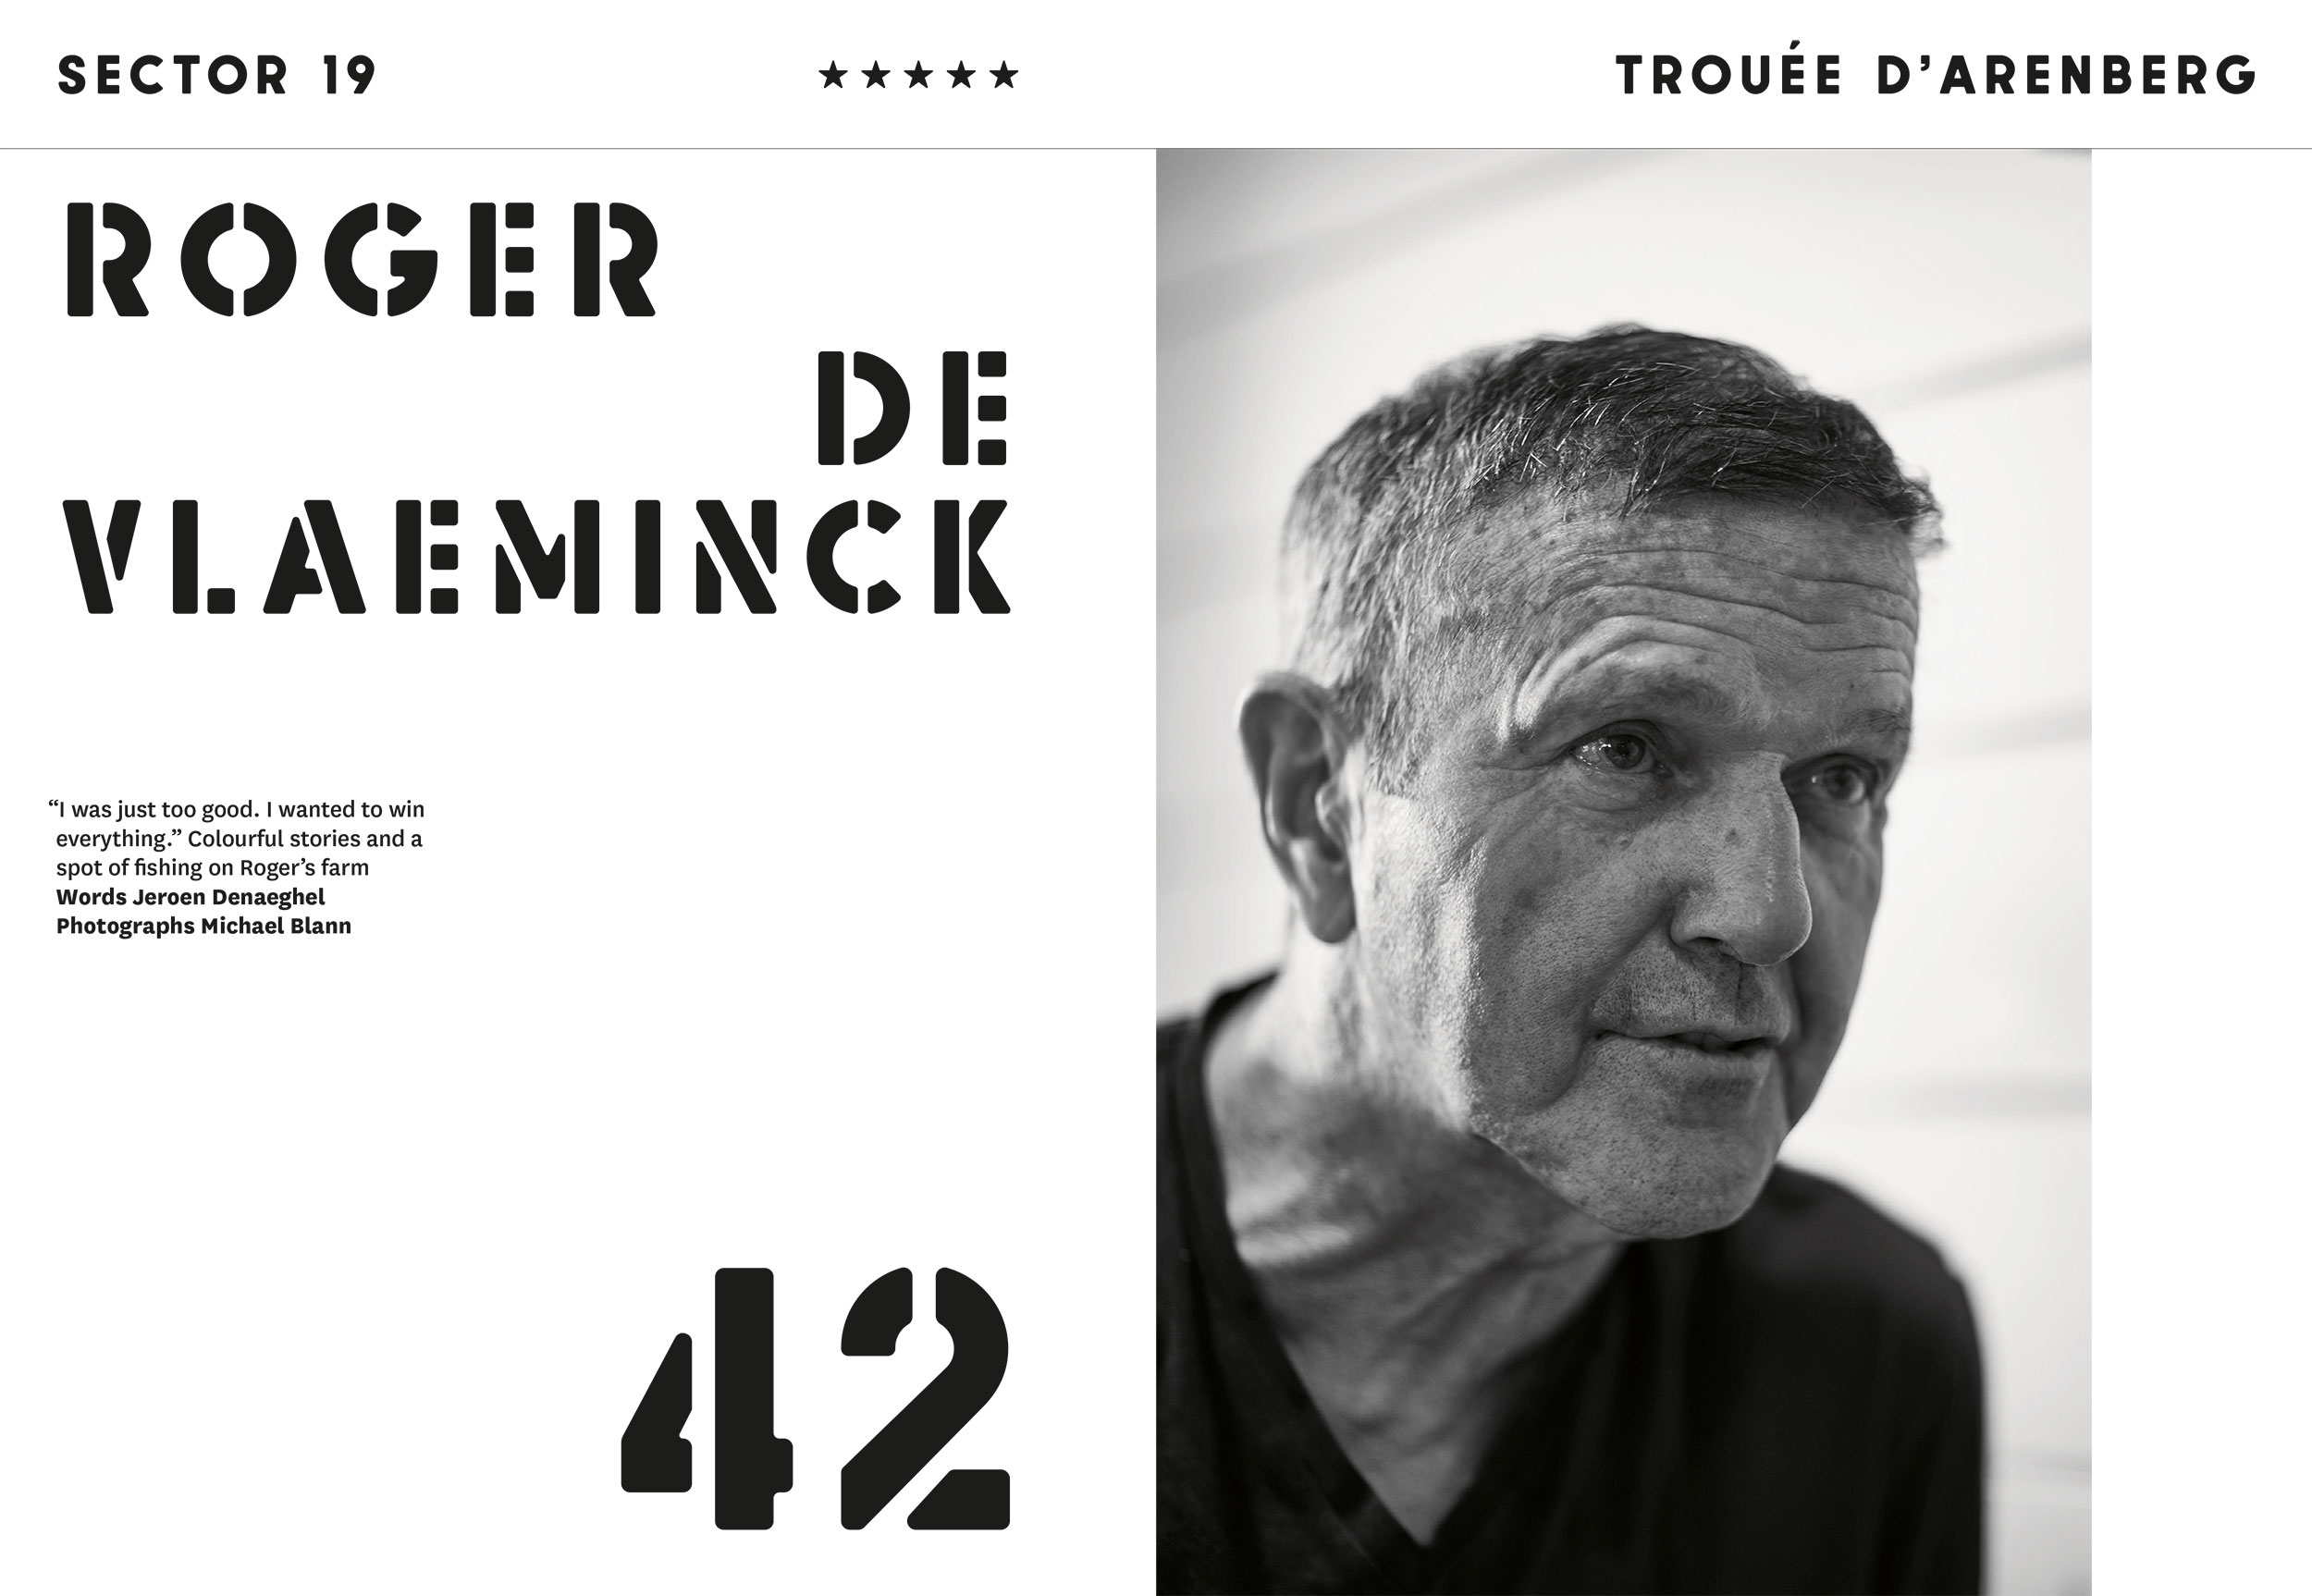 SECTOR 19
★★★★★
TROUÉE D’ARENBERG
ROGER
DE
VLAEMINCK
“I was just too good. I wanted to win
everything.” Colourful stories and a
spot of fishing on Roger’s farm
Words Jeroen Denaeghel
Photographs Michael Blann
42